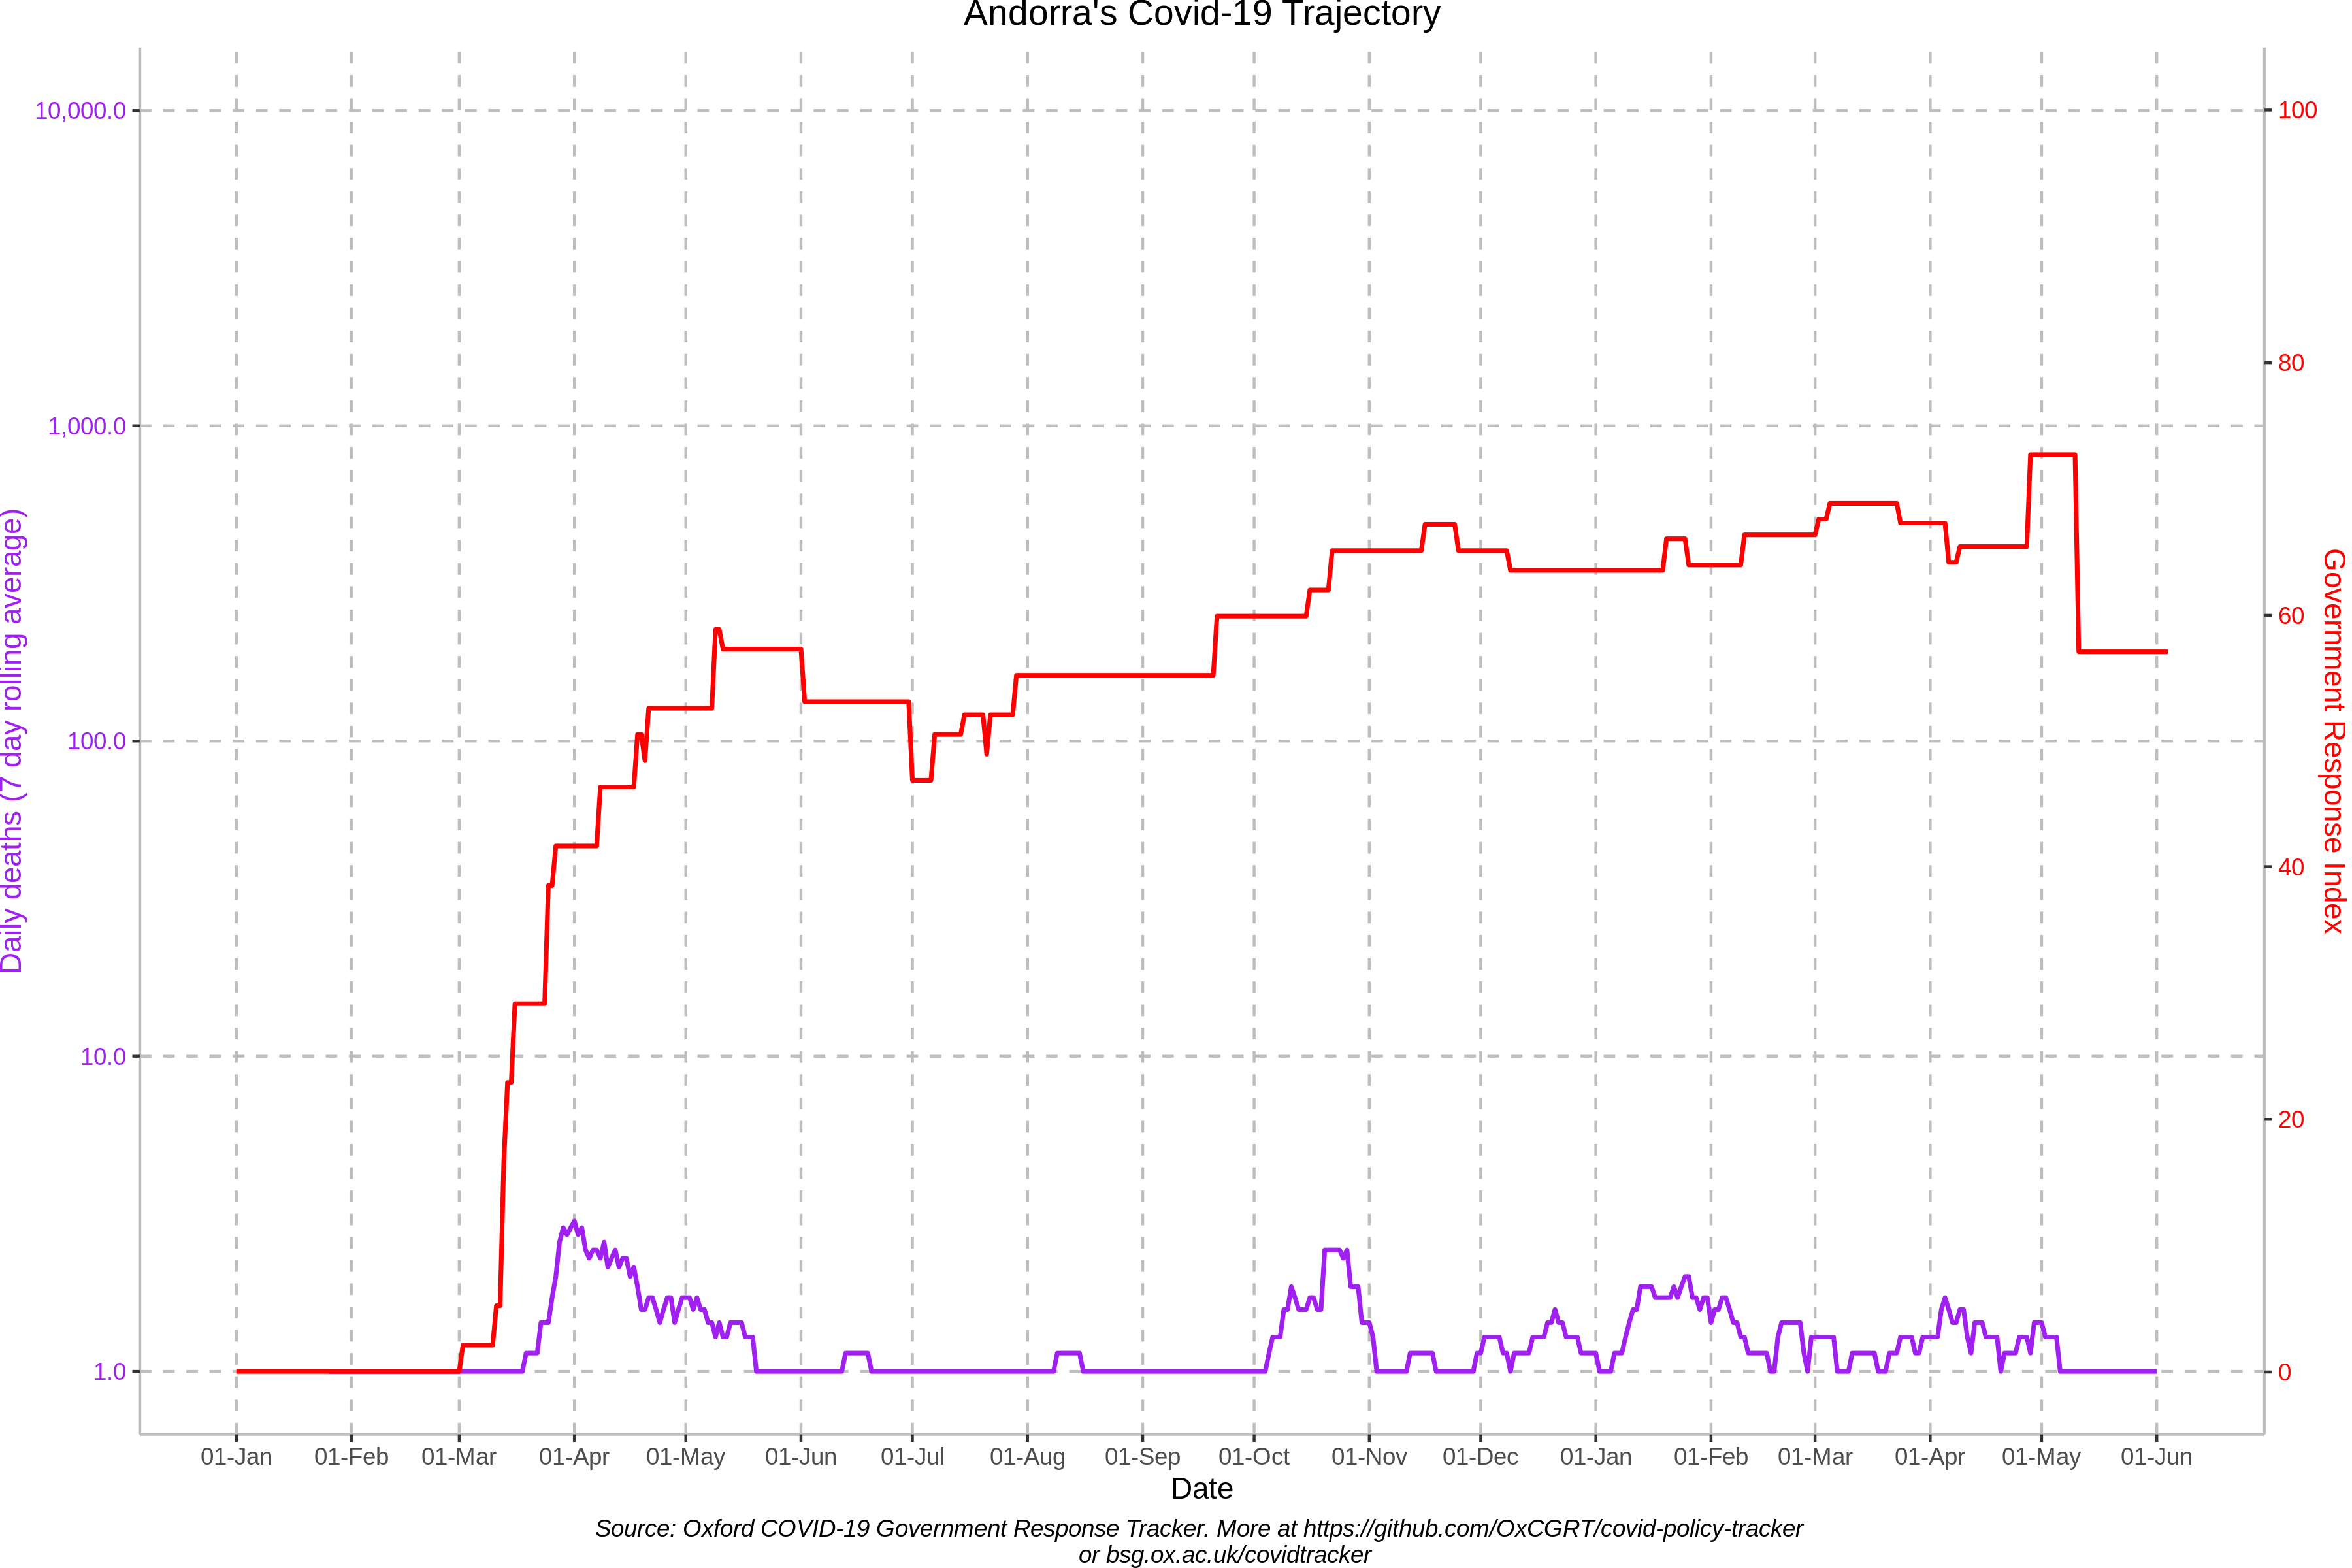 Andorra's Covid-19 Trajectory
10,000.0
1,000.0
100.0
10.0
1.0
Daily deaths (7 day rolling average)
100
80
60
40
20
0
Government Response Index
01-Jan 01-Feb 01-Mar 01-Apr 01-May 01-Jun 01-Jul 01-Aug 01-Sep 01-Oct 01-Nov 01-Dec 01-Jan 01-Feb 01-Mar 01-Apr 01-May 01-Jun
Date
Source: Oxford COVID-19 Government Response Tracker. More at https://github.com/OxCGRT/covid-policy-tracker
or bsg.ox.ac.uk/covidtracker